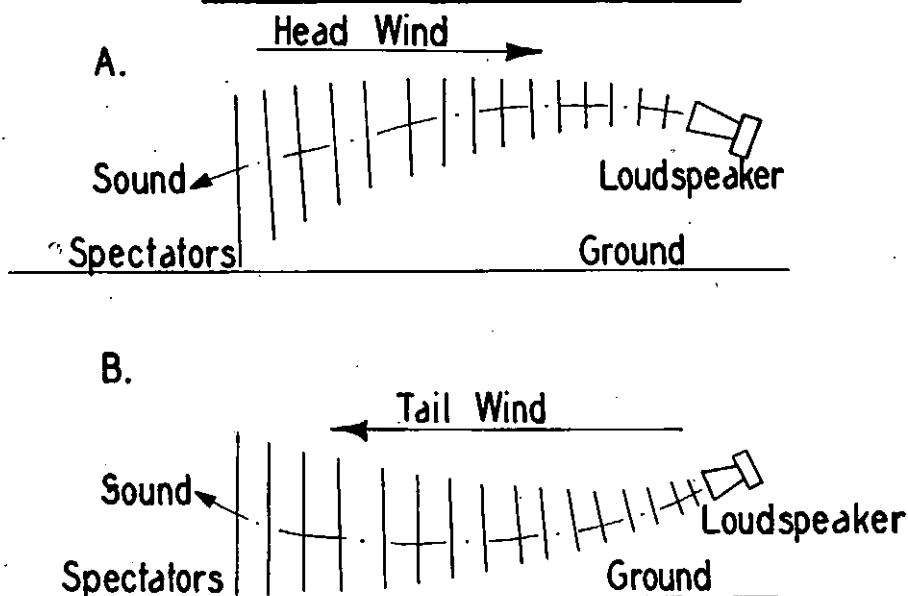 A.
Head Wind
Sound
Loudspeaker
Spectators
Ground
B.
Tail Wind
Sound
Loudspeaker
Spectators
Ground